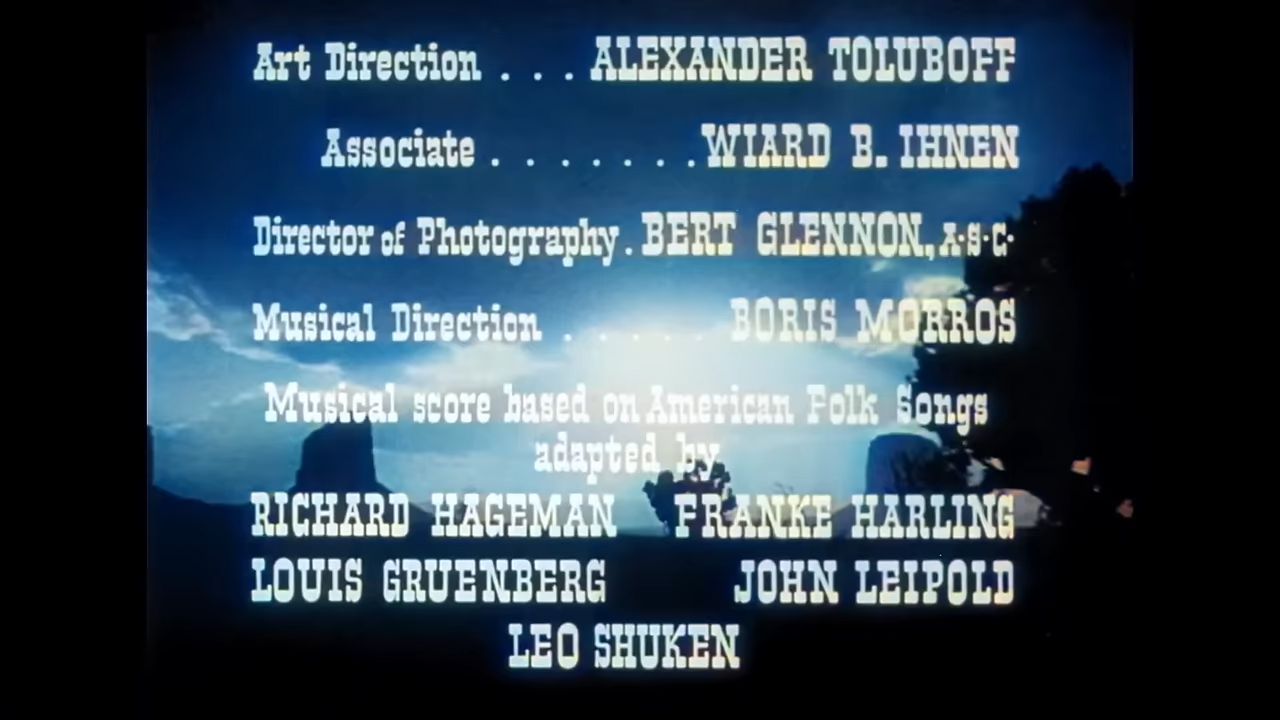 Art Direction . . . ALEXANDER TOLUBOFF
Associate . . . . . . . WIARD B. IHNEN
Director of Photography . BERT GLENNON, A·S·C·
Musical Direction . . . . . BORIS MORROS
Musical score based on American Folk Songs
adapted by
RICHARD HAGEMAN FRANKE HARLING
LOUIS GRUENBERG JOHN LEIPOLD
LEO SHUKEN